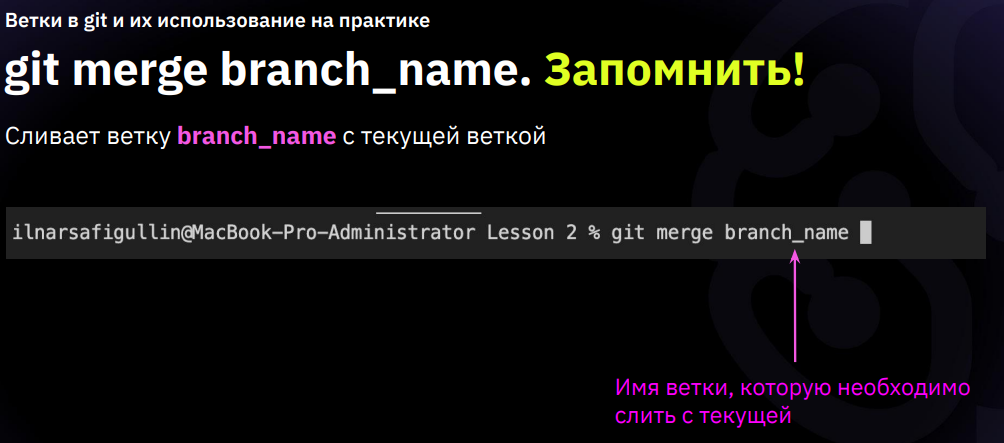 Ветки в git и их использование на практике
git merge branch_name. Запомнить!
Сливает ветку branch_name с текущей веткой
ilnarsafigullin@MacBook-Pro-Administrator Lesson 2 % git merge branch_name
Имя ветки, которую необходимо
слить с текущей